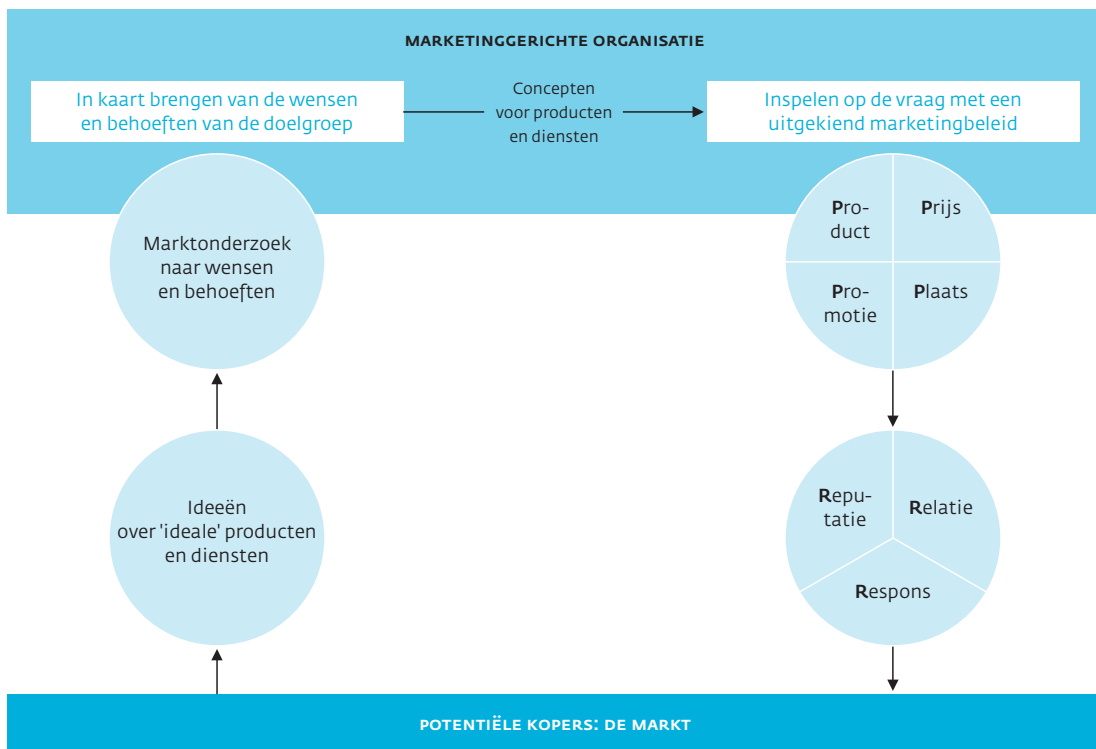 MARKETINGGERICHTE ORGANISATIE
In kaart brengen van de wensen
en behoeften van de doelgroep
Concepten
voor producten
en diensten
Inspelen op de vraag met een
uitgekiend marketingbeleid
Marktonderzoek
naar wensen
en behoeften
Pro-
duct
Prijs
Pro-
motie
Plaats
Ideeën
over 'ideale' producten
en diensten
Repu-
tatie
Relatie
Respons
POTENTIËLE KOPERS: DE MARKT